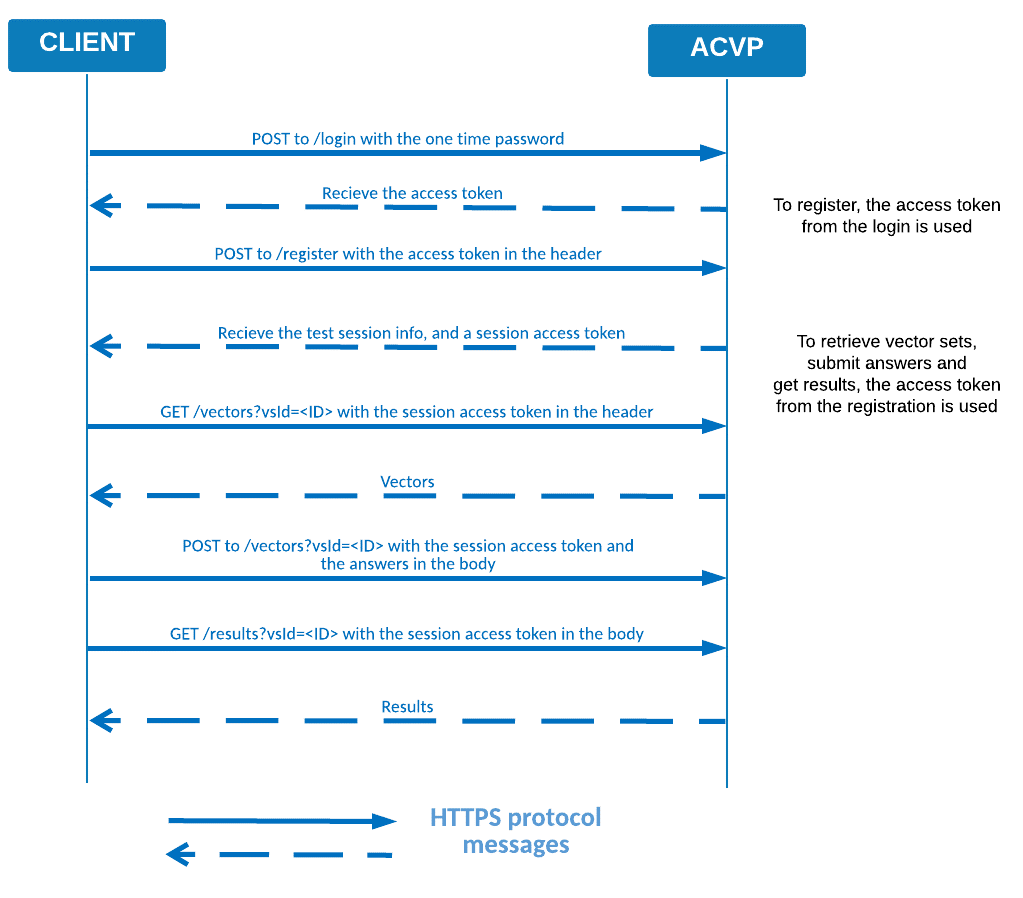 CLIENT
ACVP
POST to /login with the one time password
Recieve the access token
To register, the access token
from the login is used
POST to /register with the access token in the header
Recieve the test session info, and a session access token
To retrieve vector sets,
submit answers and
get results, the access token
from the registration is used
GET /vectors?vsId=<ID> with the session access token in the header
Vectors
POST to /vectors?vsId=<ID> with the session access token and
the answers in the body
GET /results?vsId=<ID> with the session access token in the body
Results
HTTPS protocol
messages